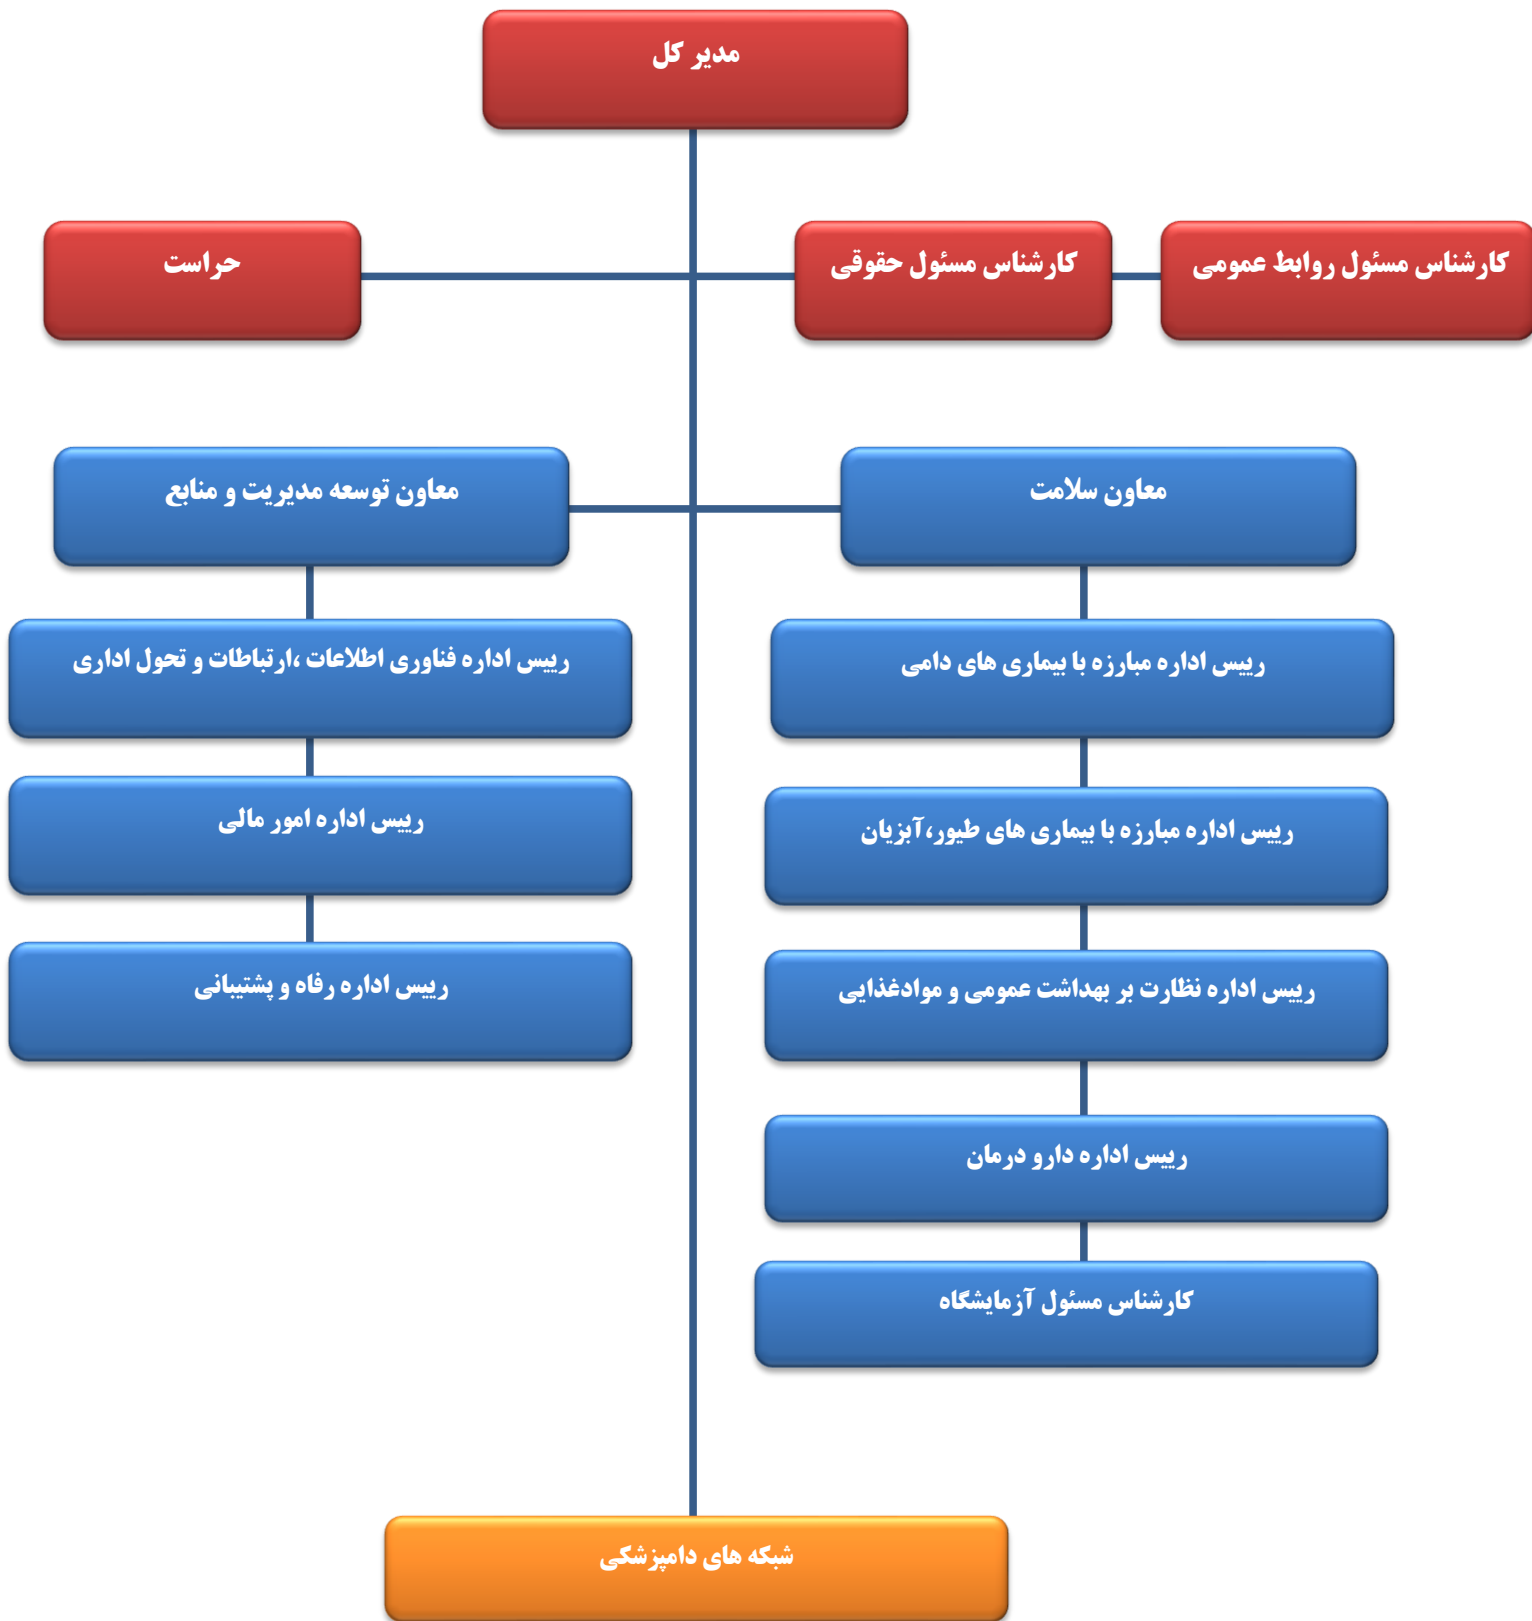 مدیر کل
کارشناس مسئول روابط عمومی
کارشناس مسئول حقوقی
حراست
معاون سلامت
معاون توسعه مدیریت و منابع
رییس اداره مبارزه با بیماری های دامی
رییس اداره فناوری اطلاعات ،ارتباطات و تحول اداری
رییس اداره مبارزه با بیماری های طیور،آبزیان
رییس اداره امور مالی
رییس اداره نظارت بر بهداشت عمومی و موادغذایی
رییس اداره رفاه و پشتیبانی
رییس اداره دارو درمان
کارشناس مسئول آزمایشگاه
شبکه های دامپزشکی